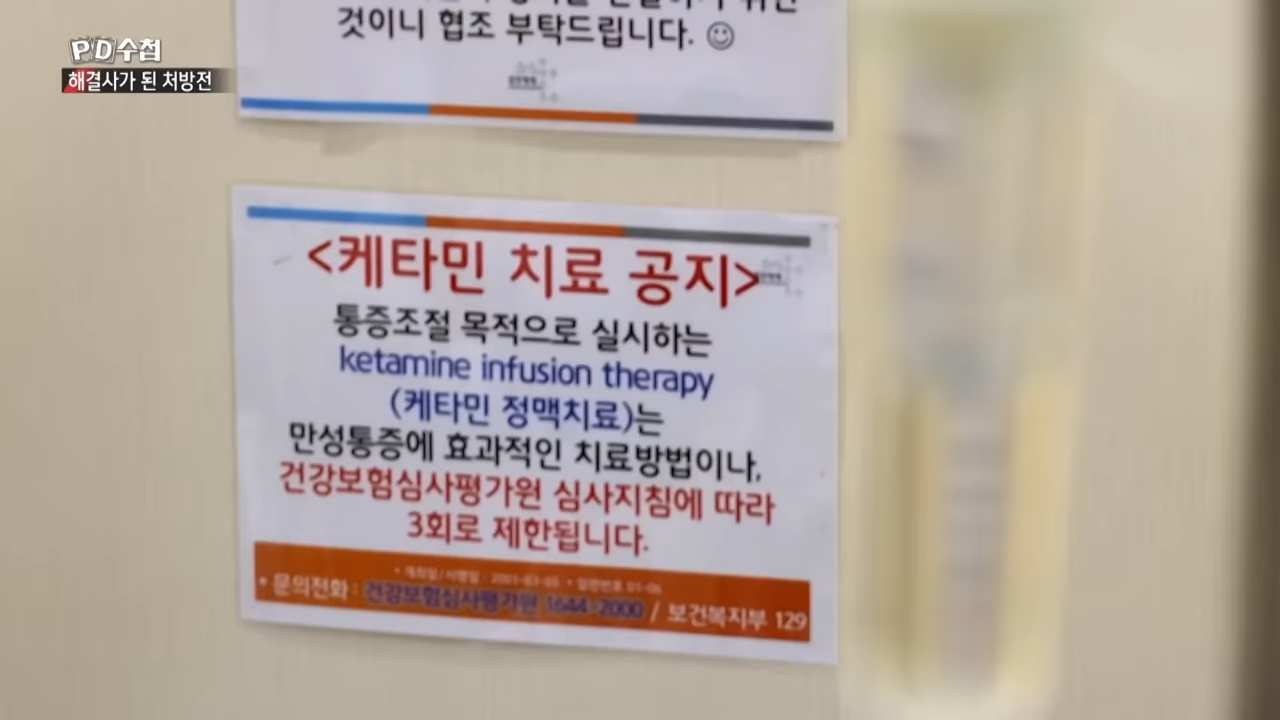 PD수첩
해결사가 된 처방전
것이니 협조 부탁드립니다. ☺
<케타민 치료 공지>
통증조절 목적으로 실시하는
ketamine infusion therapy
(케타민 정맥치료)는
만성통증에 효과적인 치료방법이나,
건강보험심사평가원 심사지침에 따라
3회로 제한됩니다.
• 문의전화 : 건강보험심사평가원 1644-2000 / 보건복지부 129